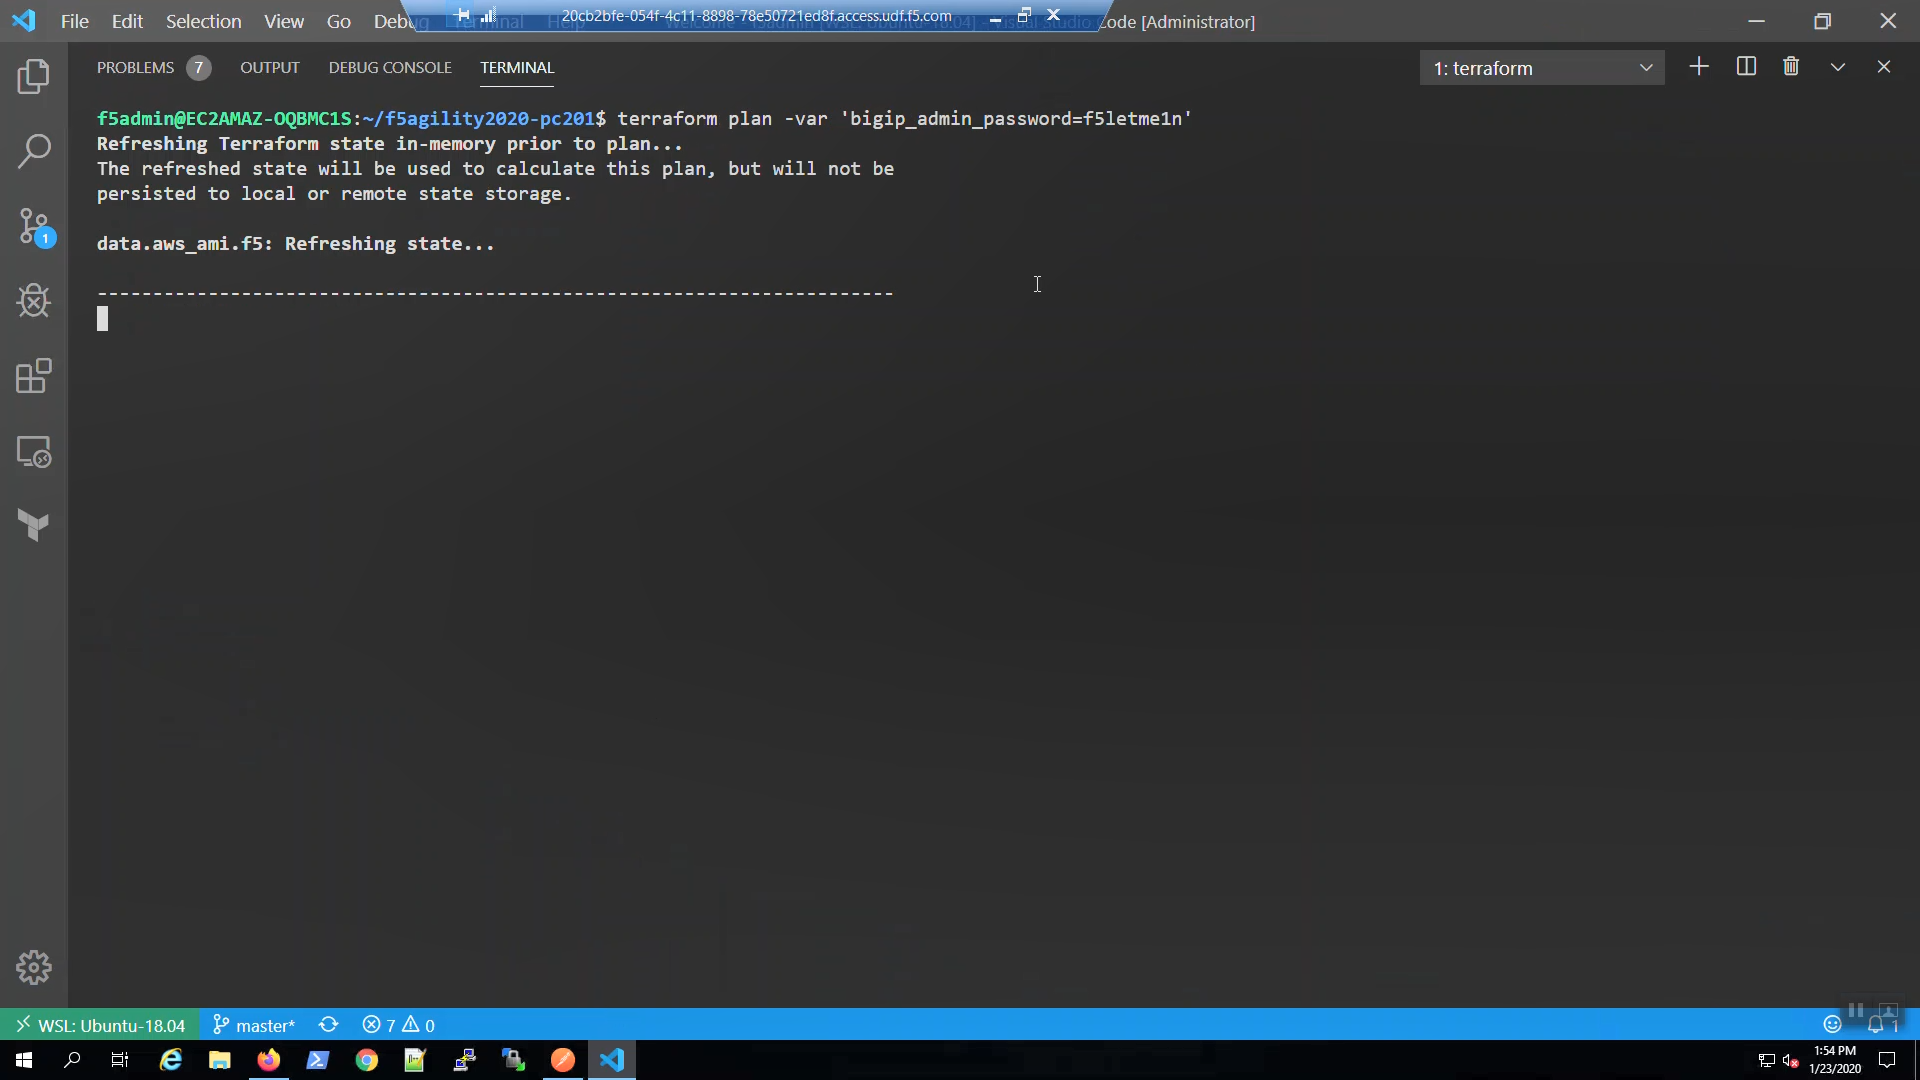 File Edit Selection View Go Debug Terminal Help
20cb2bfe-054f-4c11-8898-78e50721ed8f.access.udf.f5.com
Code [Administrator]
PROBLEMS 7 OUTPUT DEBUG CONSOLE TERMINAL
1: terraform
f5admin@EC2AMAZ-OQBMC1S:~/f5agility2020-pc201$ terraform plan -var 'bigip_admin_password=f5letme1n'
Refreshing Terraform state in-memory prior to plan...
The refreshed state will be used to calculate this plan, but will not be
persisted to local or remote state storage.
data.aws_ami.f5: Refreshing state...
------------------------------------------------------------------------
1
WSL: Ubuntu-18.04 master* 7 0
1
1:54 PM
1/23/2020